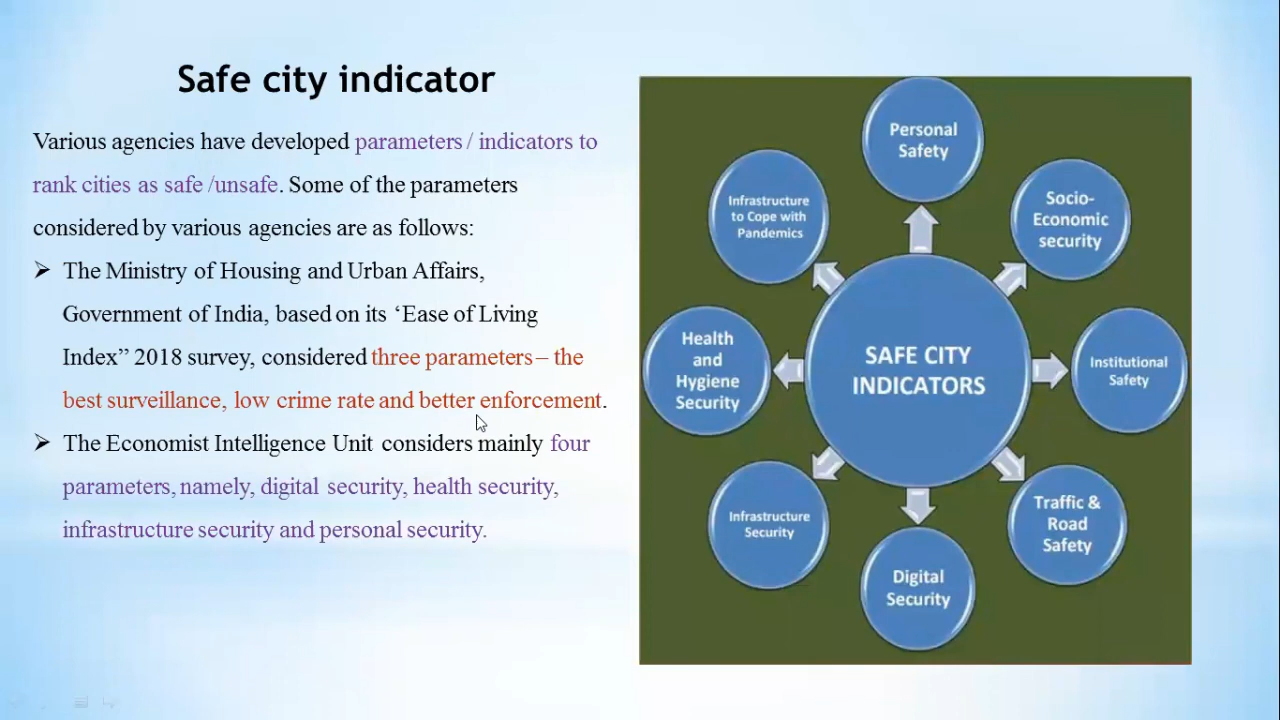 Safe city indicator
Various agencies have developed parameters / indicators to
rank cities as safe /unsafe. Some of the parameters
considered by various agencies are as follows:
➢ The Ministry of Housing and Urban Affairs,
Government of India, based on its ‘Ease of Living
Index” 2018 survey, considered three parameters – the
best surveillance, low crime rate and better enforcement.
➢ The Economist Intelligence Unit considers mainly four
parameters, namely, digital security, health security,
infrastructure security and personal security.
Personal
Safety
Socio-
Economic
security
Institutional
Safety
Traffic &
Road
Safety
Digital
Security
Infrastructure
Security
Health
and
Hygiene
Security
Infrastructure
to Cope with
Pandemics
SAFE CITY
INDICATORS